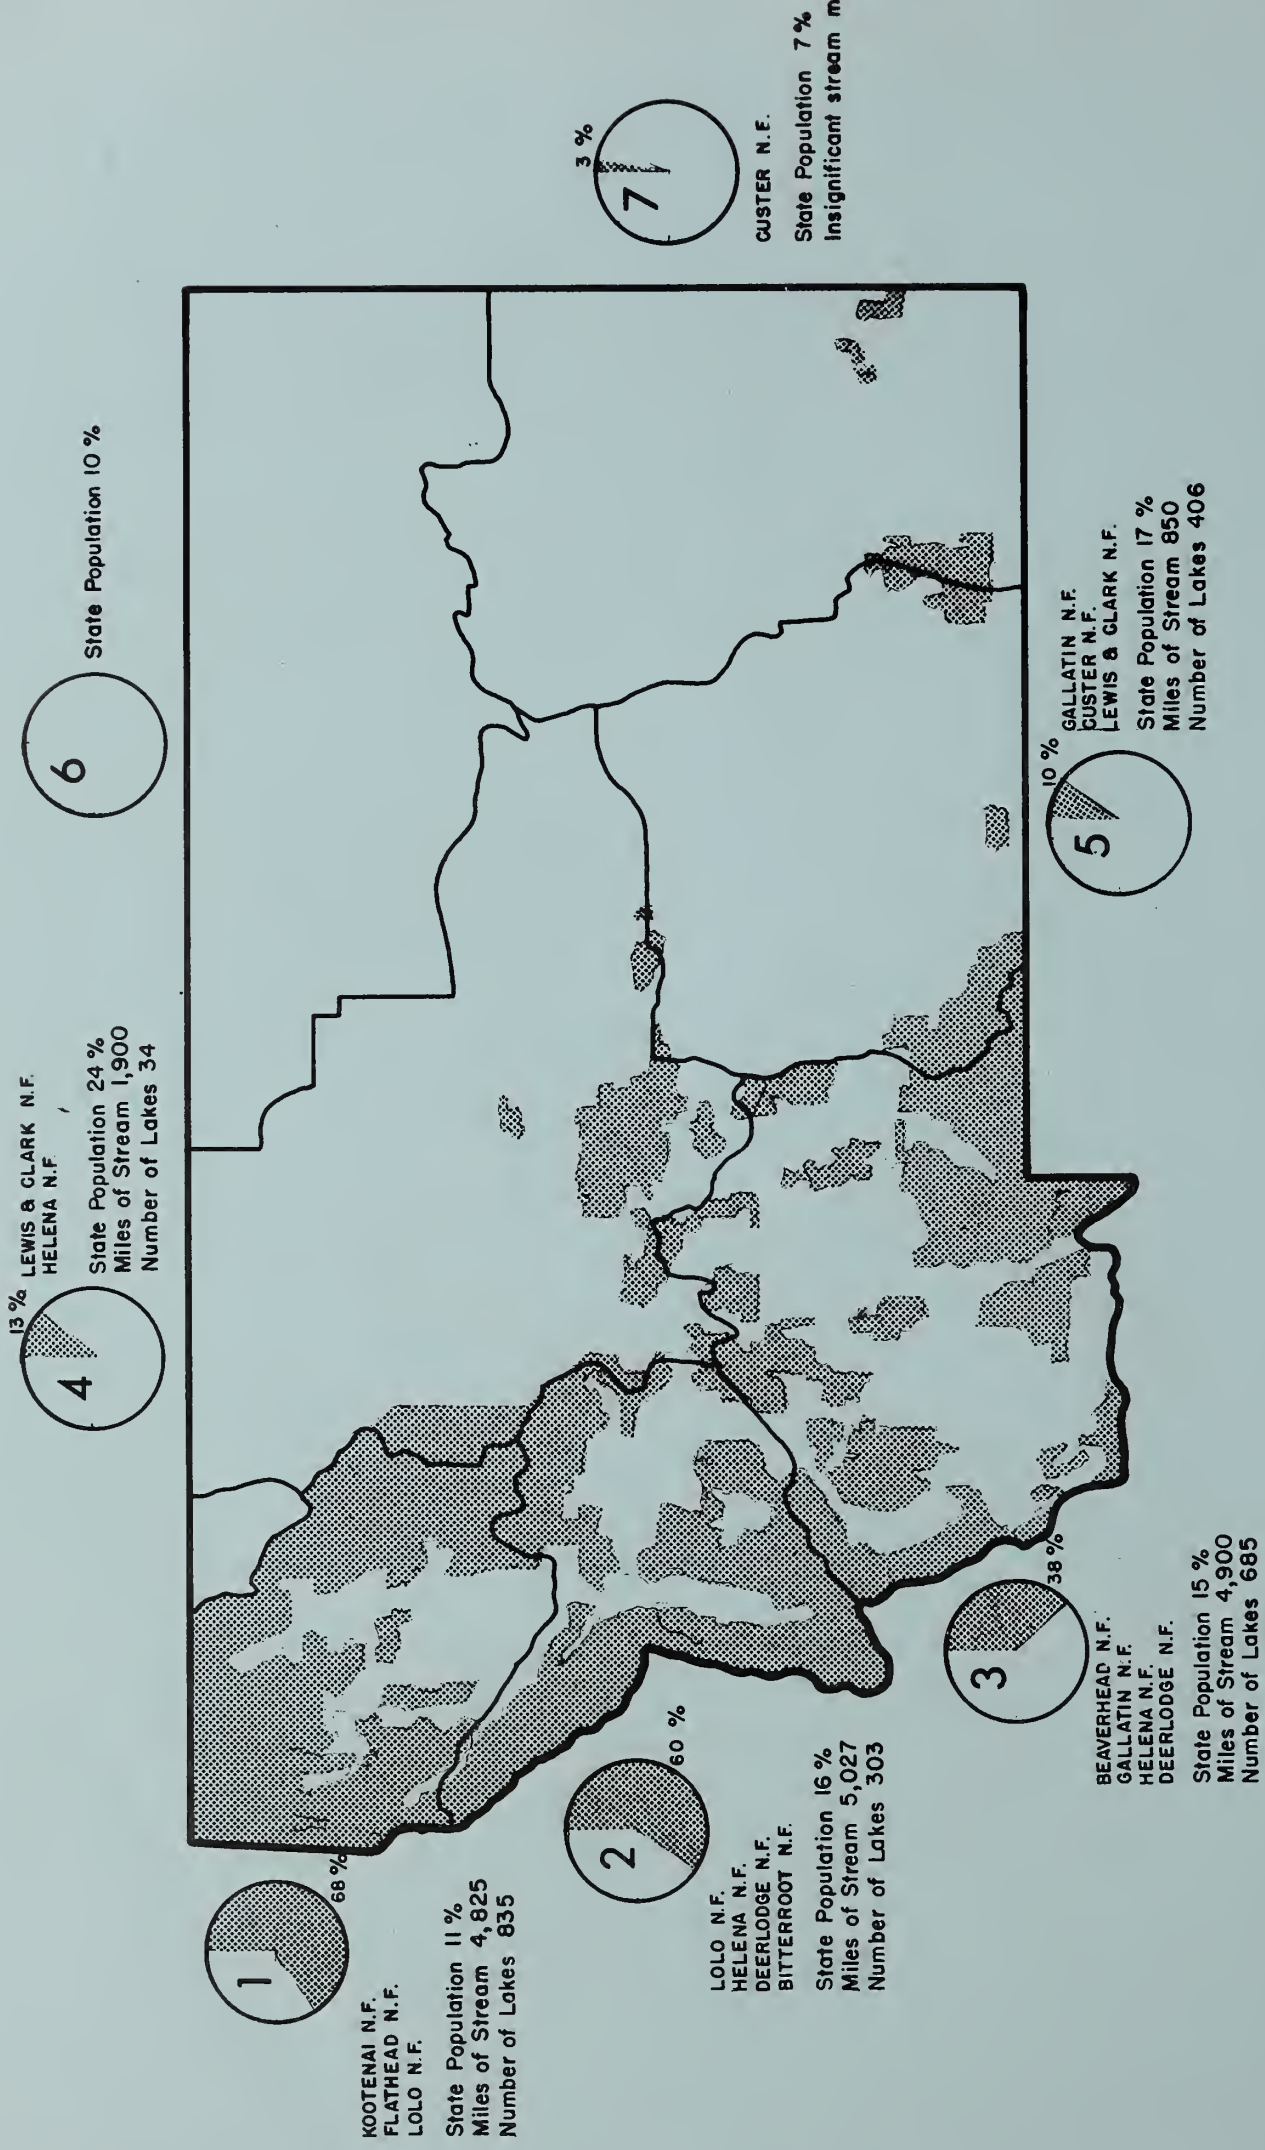 1
68%
KOOTENAI N.F.
FLATHEAD N.F.
LOLO N.F.
State Population 11%
Miles of Stream 4,825
Number of Lakes 835
2
60%
LOLO N.F.
HELENA N.F.
DEERLODGE N.F.
BITTERROOT N.F.
State Population 16%
Miles of Stream 5,027
Number of Lakes 303
3
38%
BEAVERHEAD N.F.
GALLATIN N.F.
HELENA N.F.
DEERLODGE N.F.
State Population 15%
Miles of Stream 4,900
Number of Lakes 685
4
13%
LEWIS & CLARK N.F.
HELENA N.F
State Population 24%
Miles of Stream 1,900
Number of Lakes 34
5
10%
GALLATIN N.F.
CUSTER N.F.
LEWIS & CLARK N.F.
State Population 17%
Miles of Stream 850
Number of Lakes 406
6
State Population 10%
7
3%
CUSTER N.F.
State Population 7%
Insignificant stream m